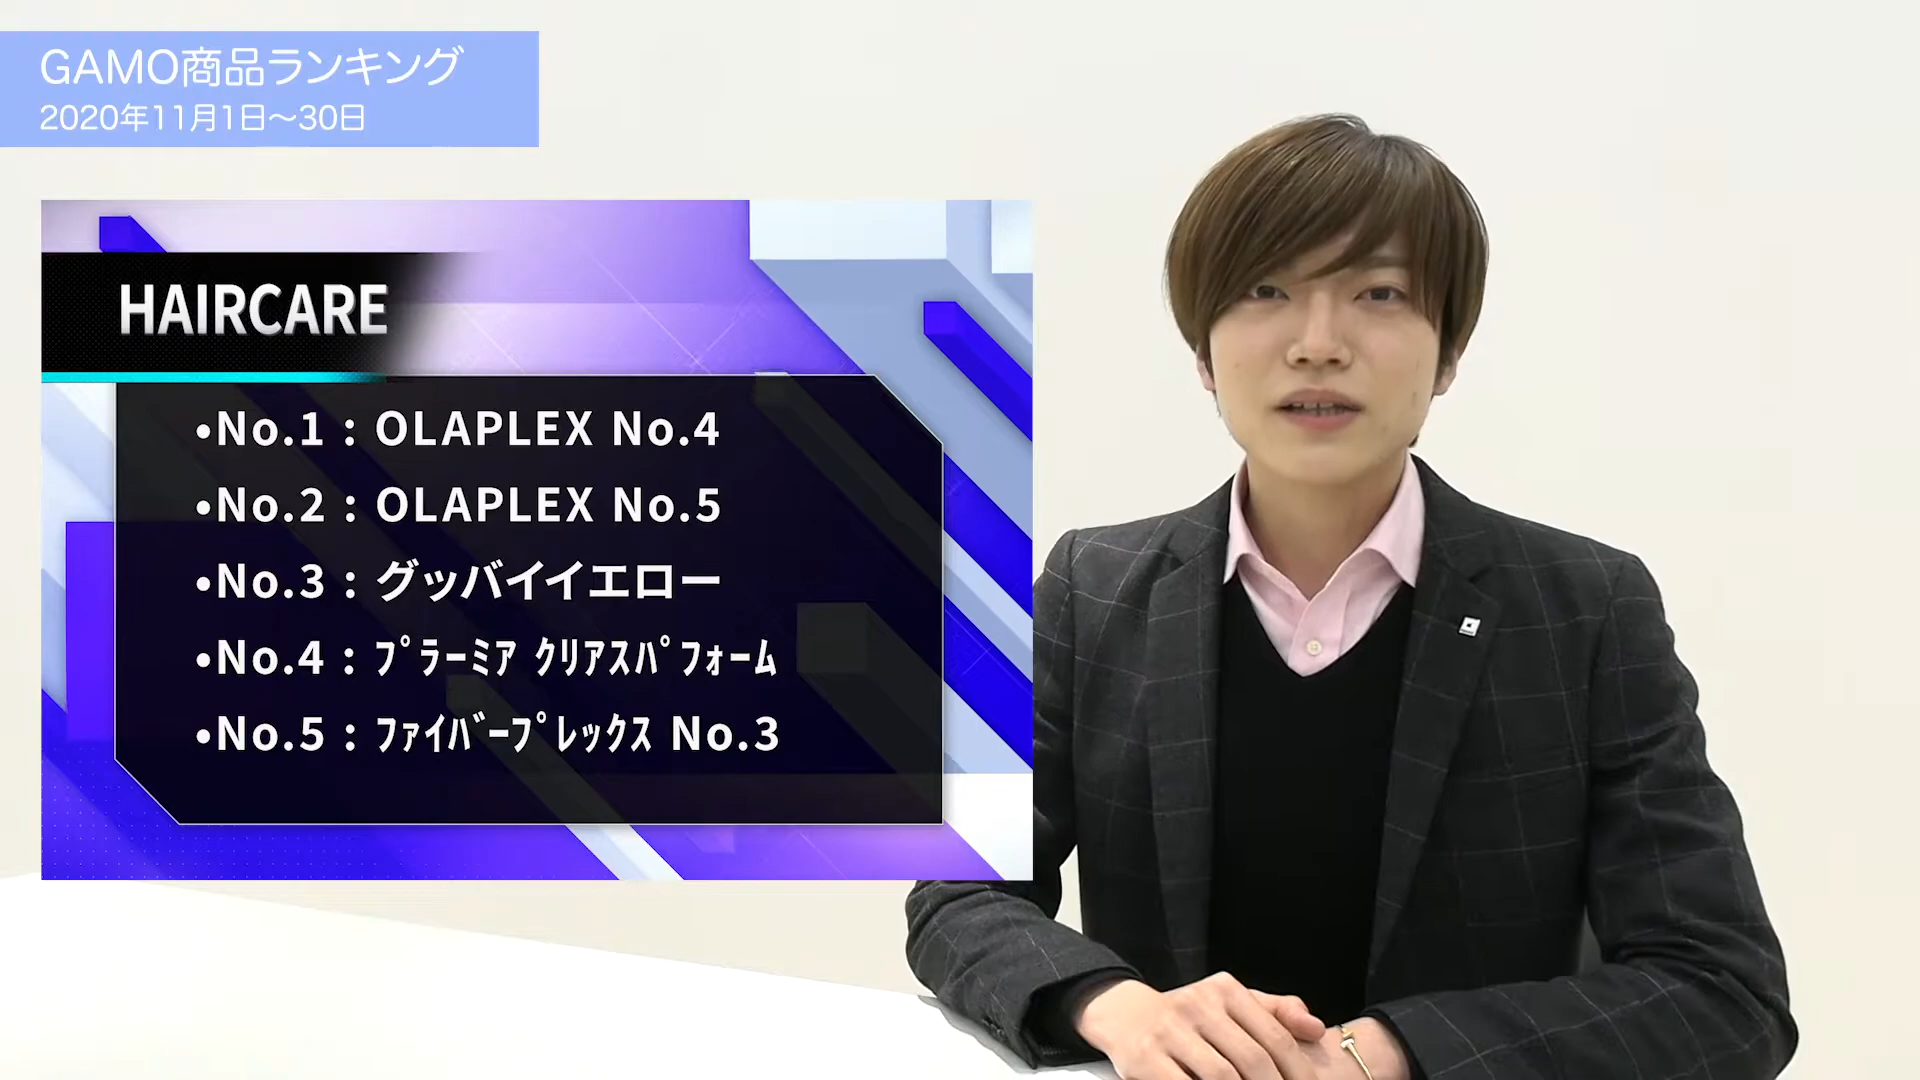 GAMO商品ランキング
2020年11月1日〜30日
HAIRCARE
•No.1：OLAPLEX No.4
•No.2：OLAPLEX No.5
•No.3：グッバイイエロー
•No.4：ﾌﾟﾗｰﾐｱ ｸﾘｱｽﾊﾟﾌｫｰﾑ
•No.5：ﾌｧｲﾊﾞｰﾌﾟﾚｯｸｽ No.3